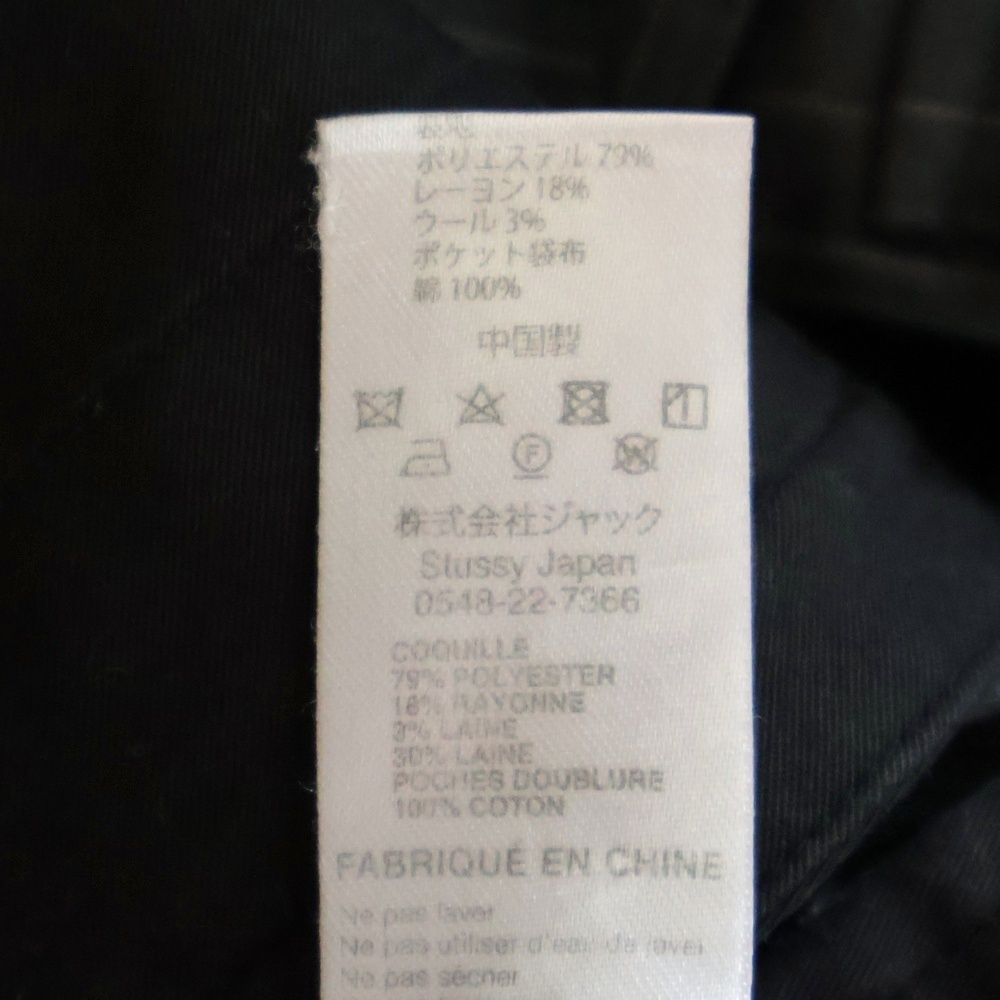 表地
ポリエステル 79%
レーヨン 18%
ウール 3%
ポケット袋布
綿 100%
中国製
F
W
株式会社ジャック
Stussy Japan
0548-22-7366
COQUILLE
79% POLYESTER
18% RAYONNE
3% LAINE
30% LAINE
POCHES DOUBLURE
100% COTON
FABRIQUÉ EN CHINE
Ne pas laver
Ne pas utiliser d'eau de javel
Ne pas sécher